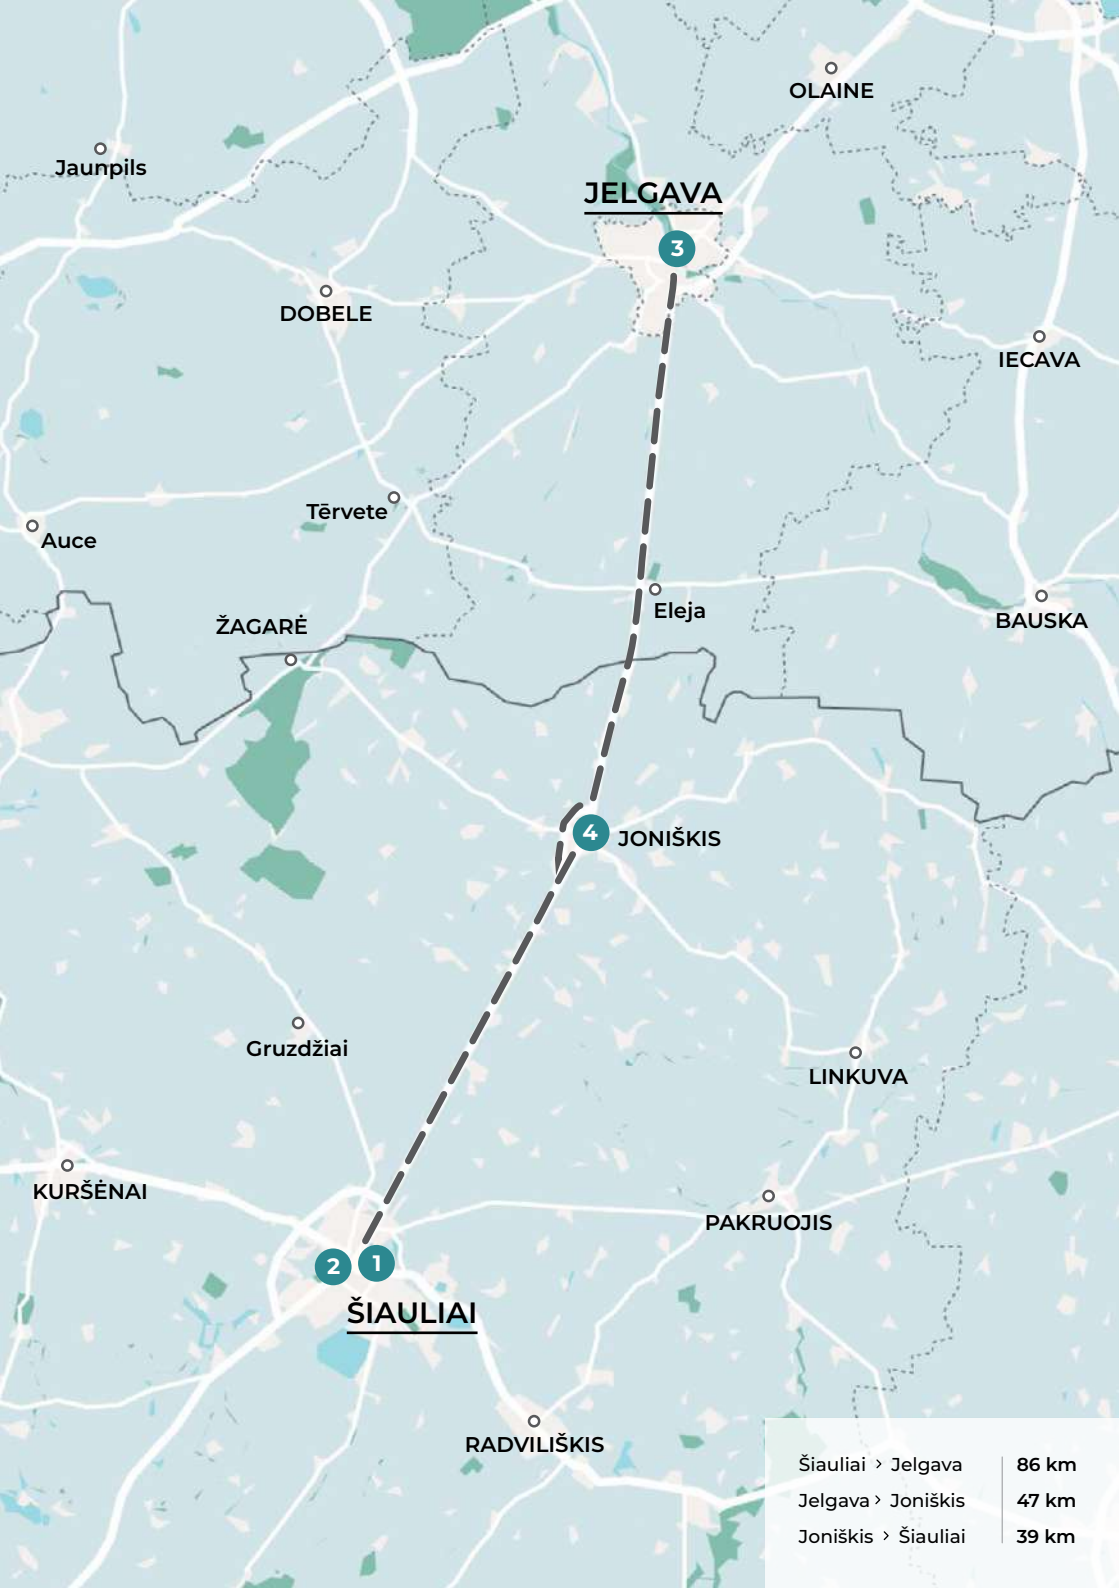 OLAINE
Jaunpils
JELGAVA
3
DOBELE
IECAVA
Tērvete
Auce
Eleja
BAUSKA
ŽAGARĖ
4 JONIŠKIS
Gruzdžiai
LINKUVA
KURŠĖNAI
PAKRUOJIS
2 1
ŠIAULIAI
RADVILIŠKIS
Šiauliai > Jelgava 86 km
Jelgava > Joniškis 47 km
Joniškis > Šiauliai 39 km